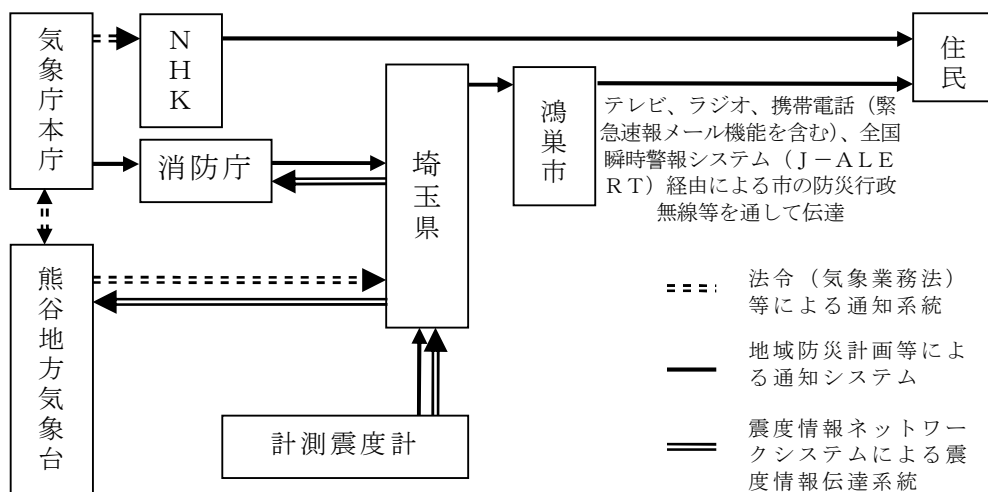 気象庁本庁
NHK
住民
埼玉県
鴻巣市
テレビ、ラジオ、携帯電話（緊
急速報メール機能を含む）、全国
瞬時警報システム（J－ALE
RT）経由による市の防災行政
無線等を通して伝達
消防庁
熊谷地方気象台
計測震度計
法令（気象業務法）
等による通知系統
地域防災計画等によ
る通知システム
震度情報ネットワー
クシステムによる震
度情報伝達系統